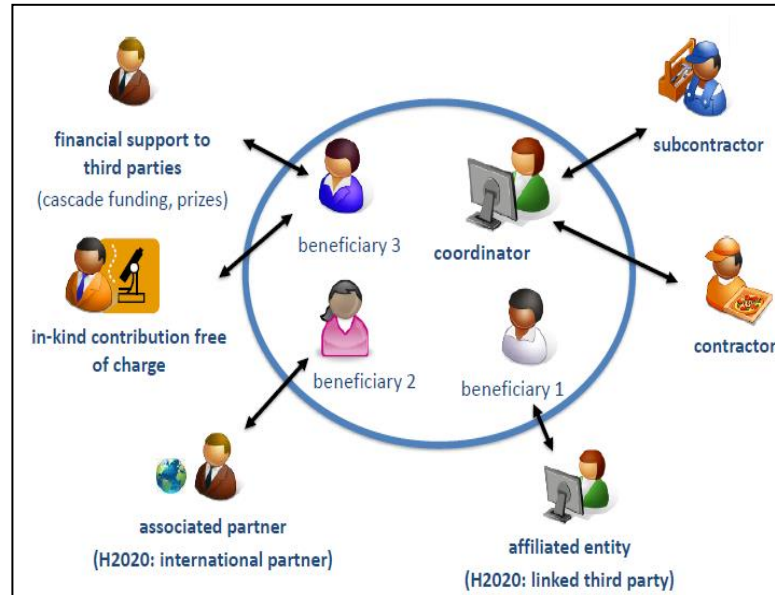 financial support to
third parties
(cascade funding, prizes)
subcontractor
beneficiary 3
coordinator
in-kind contribution free
of charge
contractor
beneficiary 2
beneficiary 1
associated partner
(H2020: international partner)
affiliated entity
(H2020: linked third party)